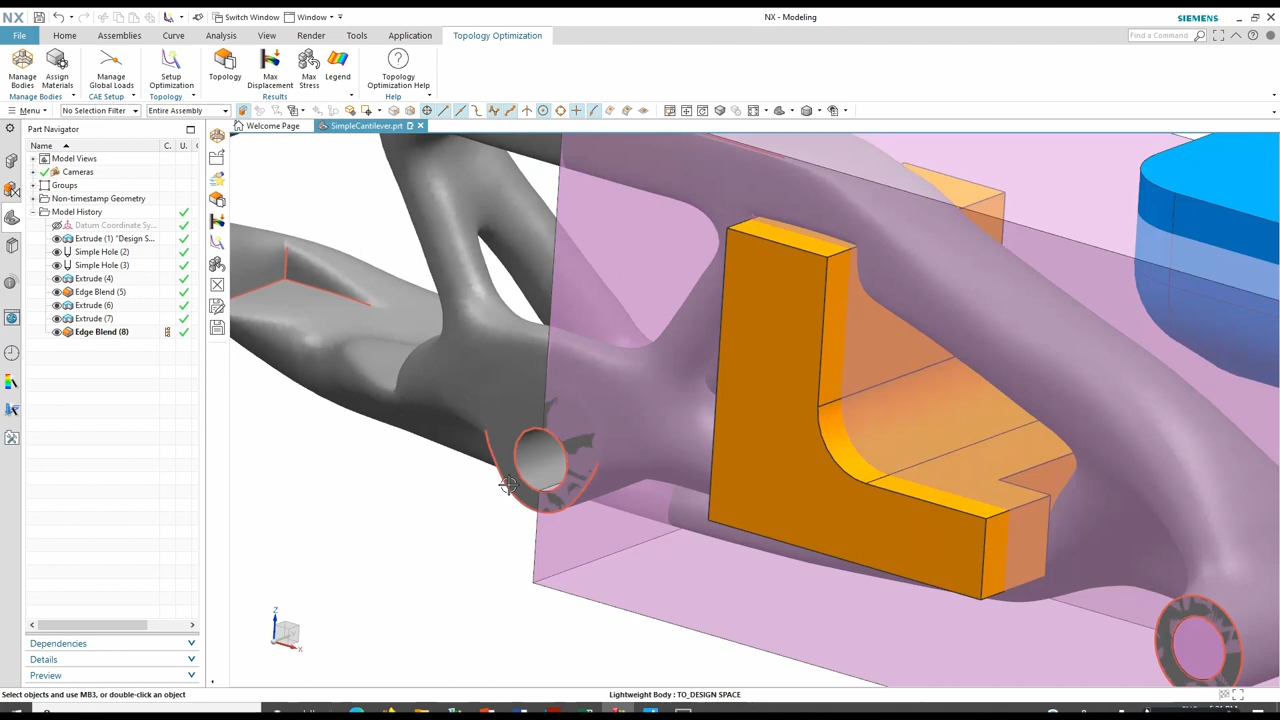 NX
Switch Window
Window
NX - Modeling
SIEMENS
File
Home
Assemblies
Curve
Analysis
View
Render
Tools
Application
Topology Optimization
Find a Command
Manage Bodies
Assign Materials
Manage Global Loads
Setup Optimization
Topology
Max Displacement
Max Stress
Legend
Topology Optimization Help
Manage Bodies
CAE Setup
Topology
Results
Help
Menu
No Selection Filter
Entire Assembly
Part Navigator
Welcome Page
SimpleCantilever.prt
Name
C.
U.
Model Views
Cameras
Groups
Non-timestamp Geometry
Model History
Datum Coordinate Sy...
Extrude (1) "Design S...
Simple Hole (2)
Simple Hole (3)
Extrude (4)
Edge Blend (5)
Extrude (6)
Extrude (7)
Edge Blend (8)
Z
X
Dependencies
Details
Preview
Select objects and use MB3, or double-click an object
Lightweight Body : TO_DESIGN SPACE